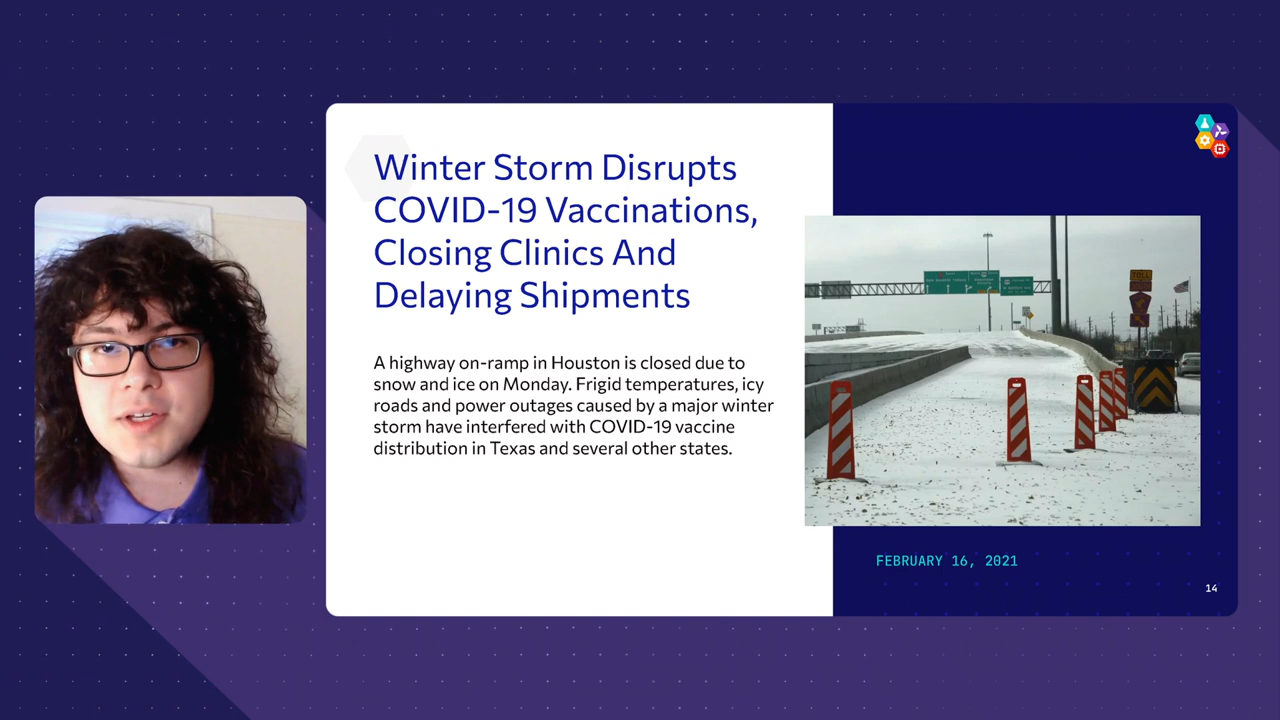 Winter Storm Disrupts
COVID-19 Vaccinations,
Closing Clinics And
Delaying Shipments
A highway on-ramp in Houston is closed due to
snow and ice on Monday. Frigid temperatures, icy
roads and power outages caused by a major winter
storm have interfered with COVID-19 vaccine
distribution in Texas and several other states.
TOLL
FEBRUARY 16, 2021
14